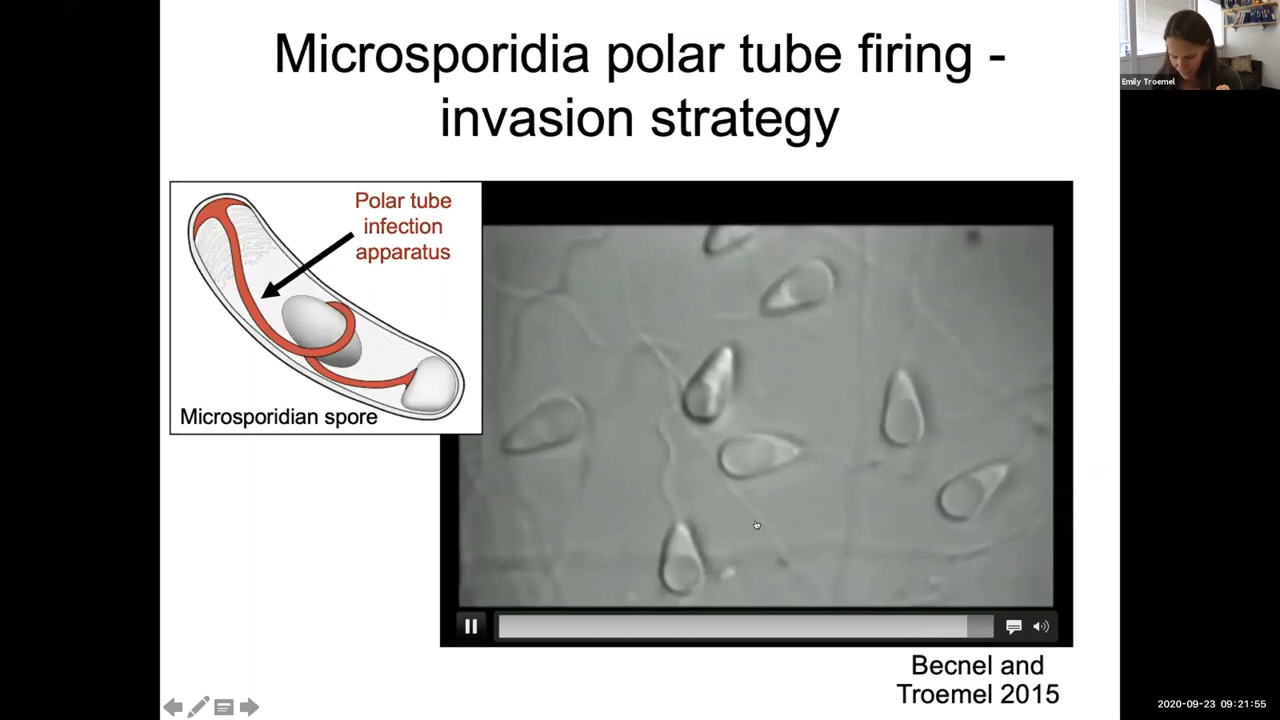 Microsporidia polar tube firing -
invasion strategy
Emily Troemel
Polar tube
infection
apparatus
Microsporidian spore
Becnel and
Troemel 2015
2020-09-23 09:21:55